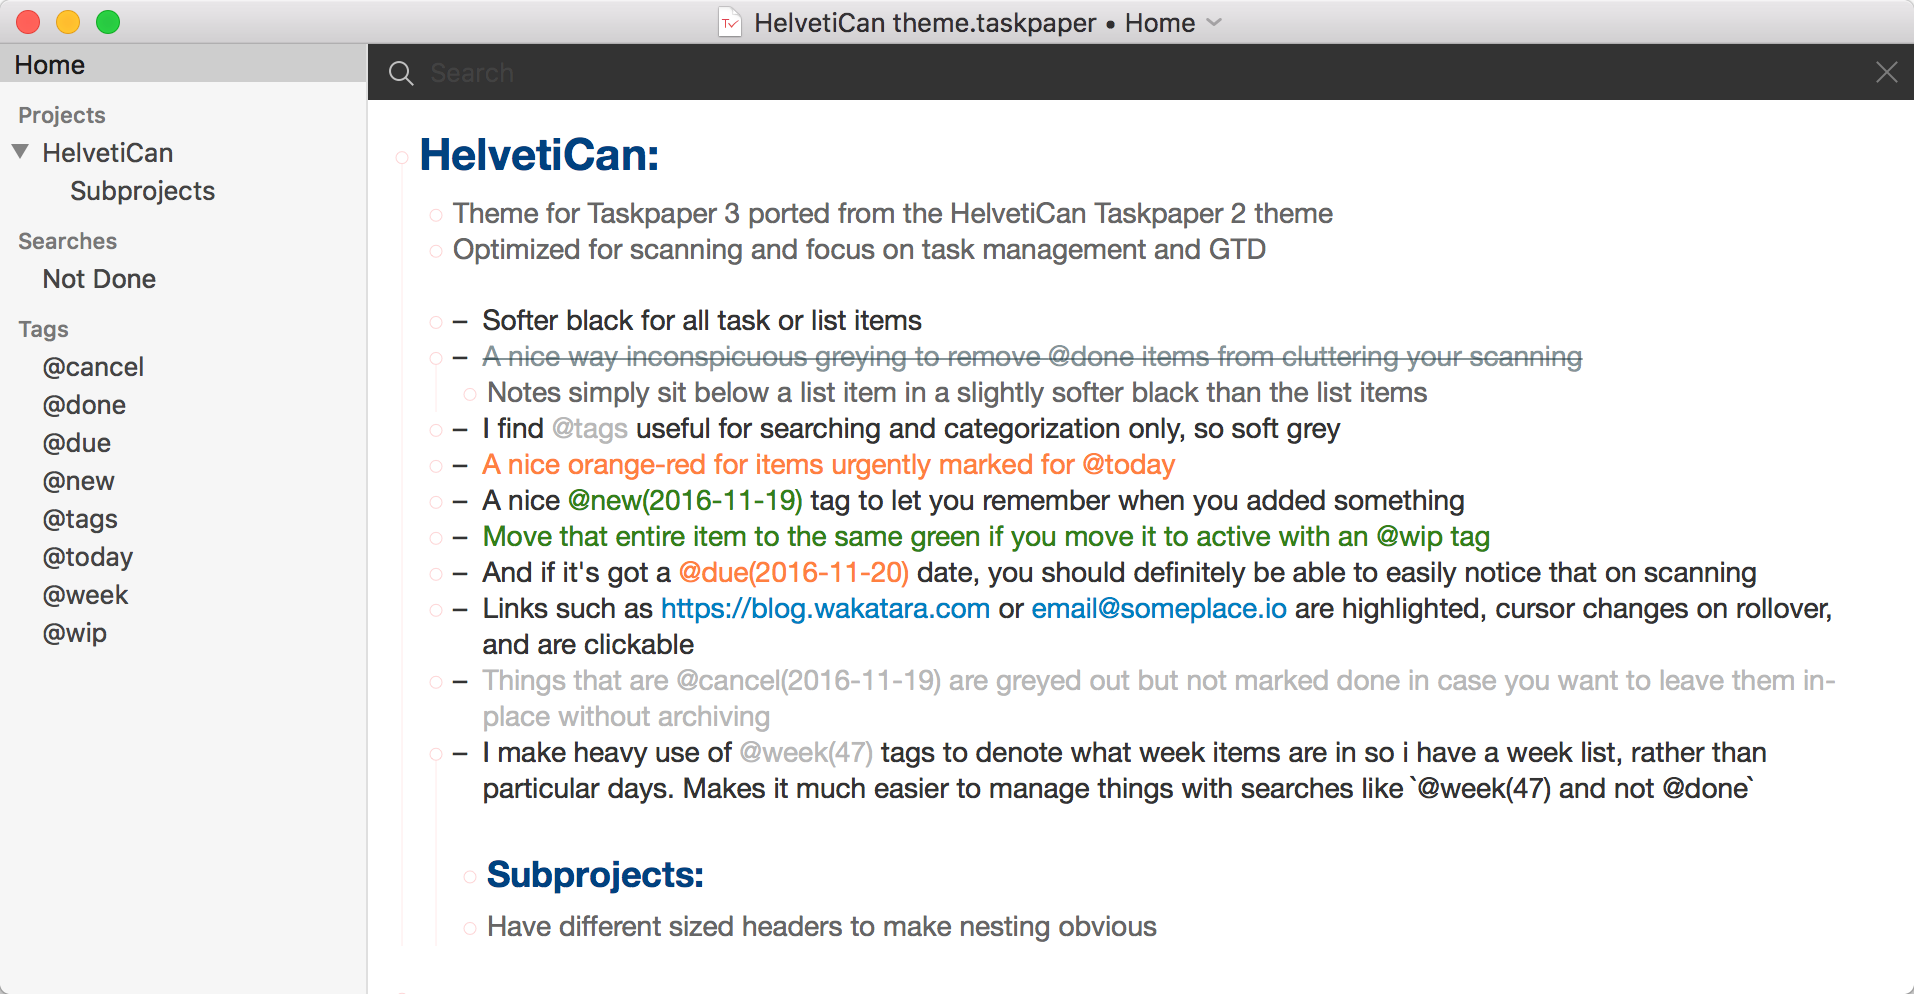 HelvetiCan theme.taskpaper • Home
Home
Projects
HelvetiCan
Subprojects
Searches
Not Done
Tags
@cancel
@done
@due
@new
@tags
@today
@week
@wip
Search
HelvetiCan:
Theme for Taskpaper 3 ported from the HelvetiCan Taskpaper 2 theme
Optimized for scanning and focus on task management and GTD
– Softer black for all task or list items
– A nice way inconspicuous greying to remove @done items from cluttering your scanning
Notes simply sit below a list item in a slightly softer black than the list items
– I find @tags useful for searching and categorization only, so soft grey
– A nice orange-red for items urgently marked for @today
– A nice @new(2016-11-19) tag to let you remember when you added something
– Move that entire item to the same green if you move it to active with an @wip tag
– And if it's got a @due(2016-11-20) date, you should definitely be able to easily notice that on scanning
– Links such as https://blog.wakatara.com or email@someplace.io are highlighted, cursor changes on rollover,
and are clickable
– Things that are @cancel(2016-11-19) are greyed out but not marked done in case you want to leave them in-
place without archiving
– I make heavy use of @week(47) tags to denote what week items are in so i have a week list, rather than
particular days. Makes it much easier to manage things with searches like `@week(47) and not @done`
Subprojects:
Have different sized headers to make nesting obvious